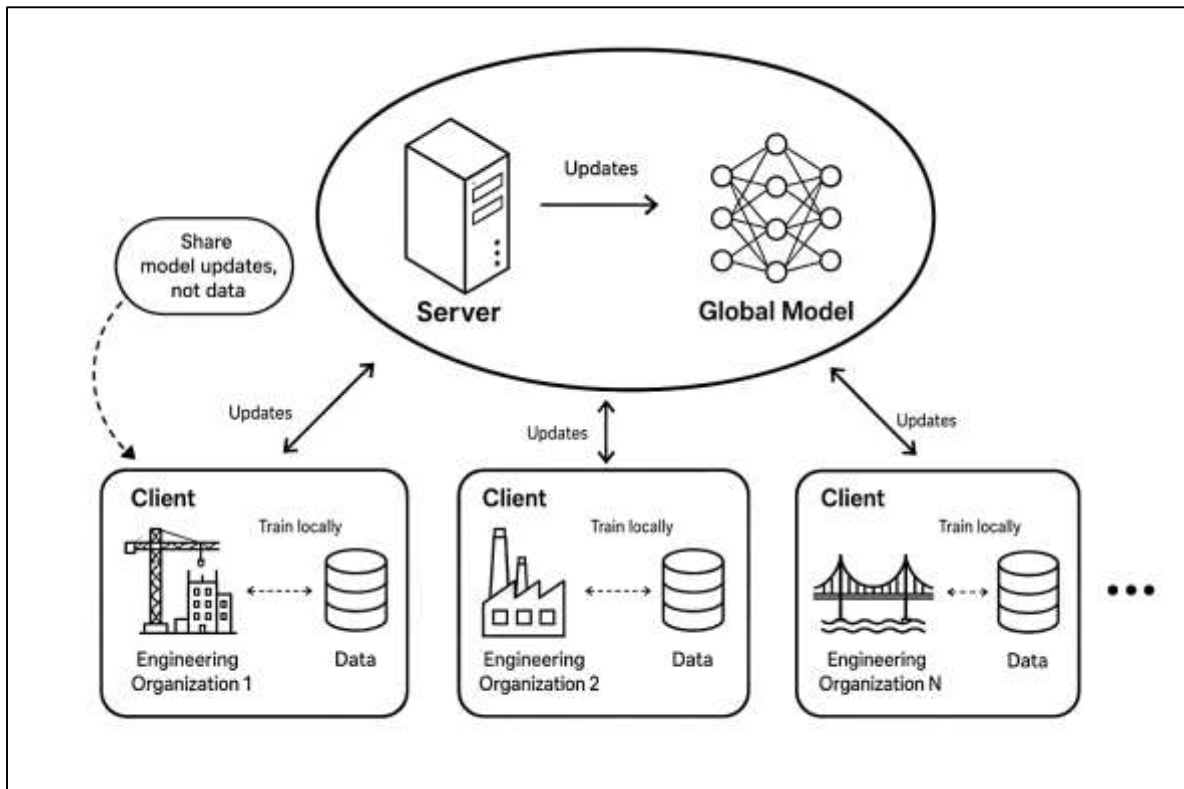 Updates
Share
model updates,
not data
Server
Global Model
Updates
Updates
Updates
Client
Train locally
Engineering
Organization 1
Data
Client
Train locally
Engineering
Organization 2
Data
Client
Train locally
Engineering
Organization N
Data